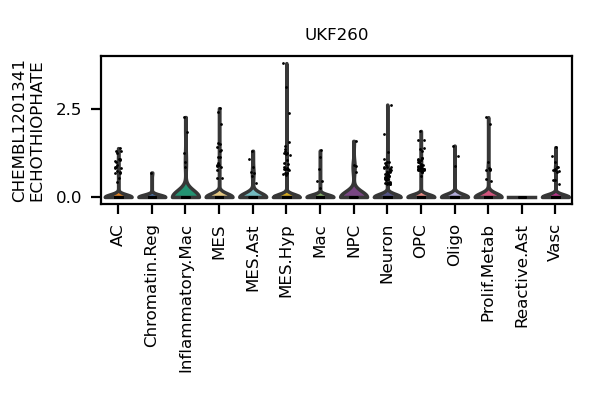 UKF260
CHEMBL1201341
ECHOTHIOPHATE
2.5
0.0
AC
Chromatin.Reg
Inflammatory.Mac
MES
MES.Ast
MES.Hyp
Mac
NPC
Neuron
OPC
Oligo
Prolif.Metab
Reactive.Ast
Vasc